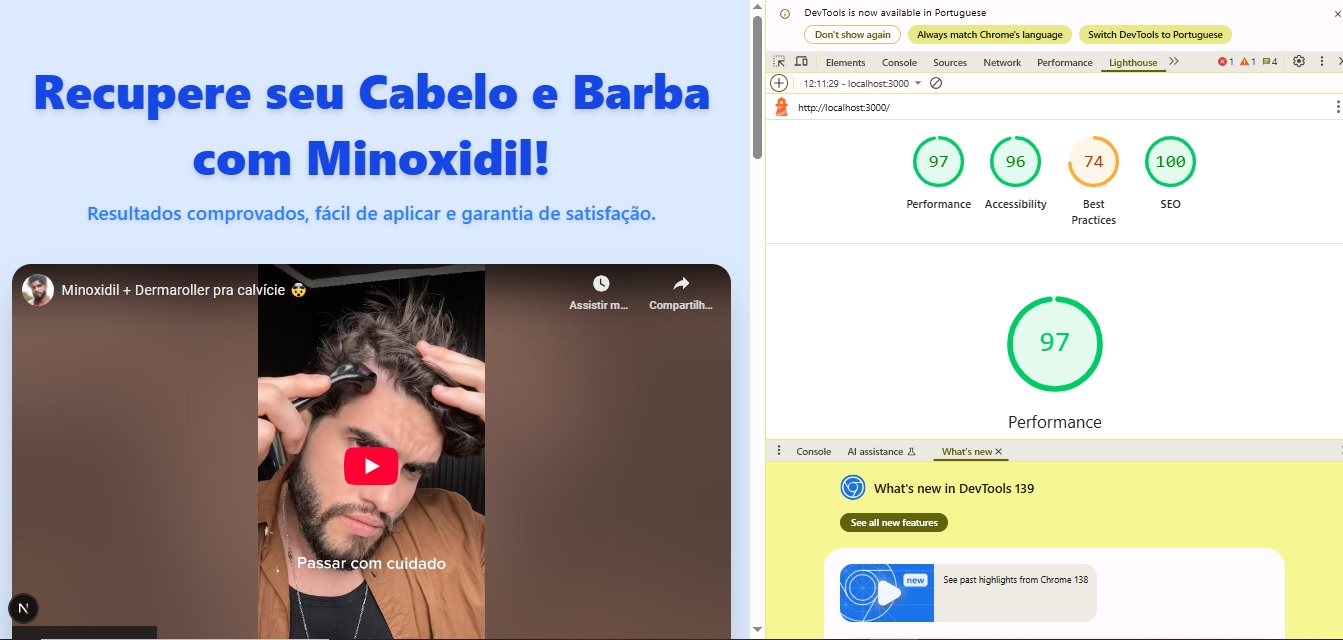 Recupere seu Cabelo e Barba
com Minoxidil!
Resultados comprovados, fácil de aplicar e garantia de satisfação.
Minoxidil + Dermaroller pra calvície 🤯
Assistir m...
Compartilh...
Passar com cuidado
N
DevTools is now available in Portuguese
Don't show again
Always match Chrome's language
Switch DevTools to Portuguese
Elements Console Sources Network Performance Lighthouse 1 1 4
12:11:29 - localhost:3000
http://localhost:3000/
97 96 74 100
Performance Accessibility Best Practices SEO
97
Performance
Console AI assistance What's new
What's new in DevTools 139
See all new features
new
See past highlights from Chrome 138